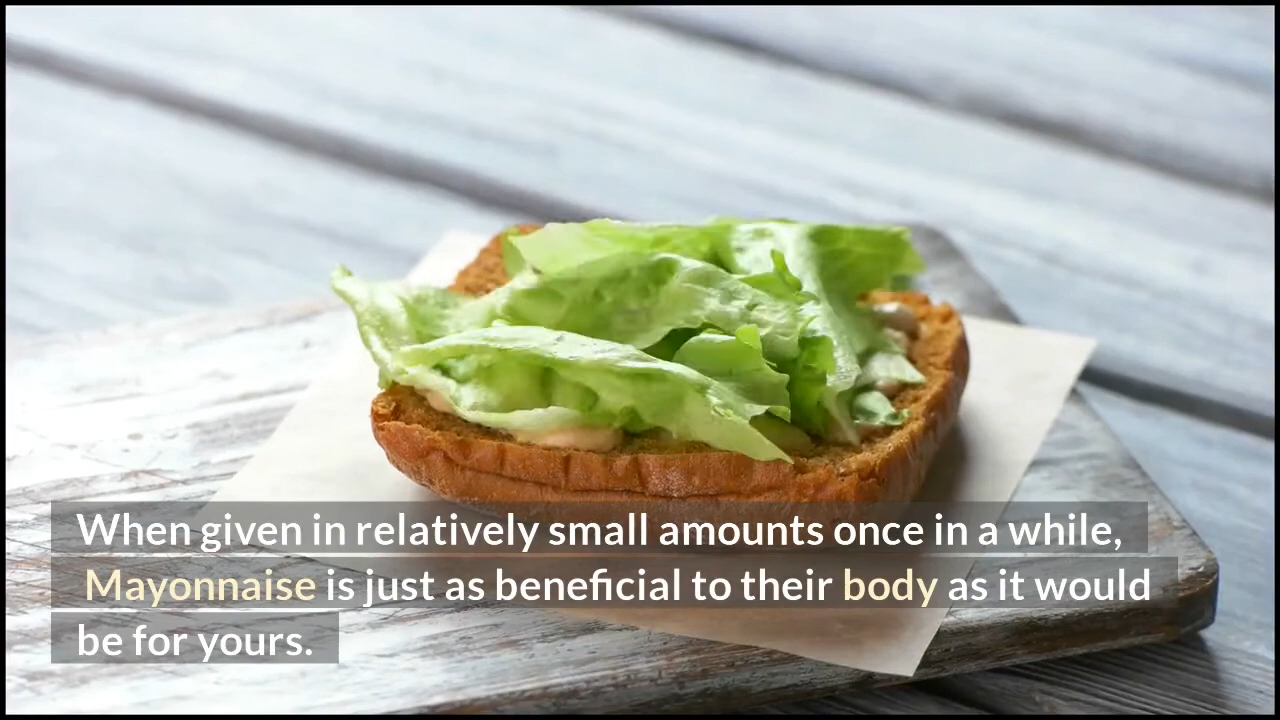 When given in relatively small amounts once in a while,
Mayonnaise is just as beneficial to their body as it would
be for yours.